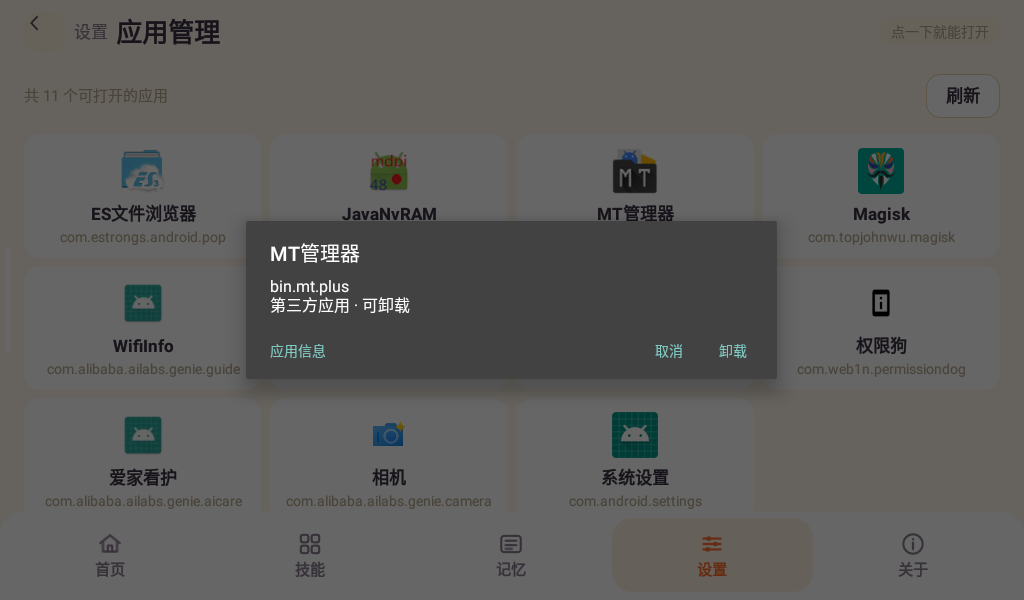 设置 应用管理
点一下就能打开
共 11 个可打开的应用
刷新
mdni
48
ES文件浏览器
com.estrongs.android.pop
JavaNvRAM
MT
MT管理器
Magisk
com.topjohnwu.magisk
MT管理器
bin.mt.plus
第三方应用 · 可卸载
应用信息
取消
卸载
WifiInfo
com.alibaba.ailabs.genie.guide
权限狗
com.web1n.permissiondog
爱家看护
com.alibaba.ailabs.genie.aicare
相机
com.alibaba.ailabs.genie.camera
系统设置
com.android.settings
首页
技能
记忆
设置
关于